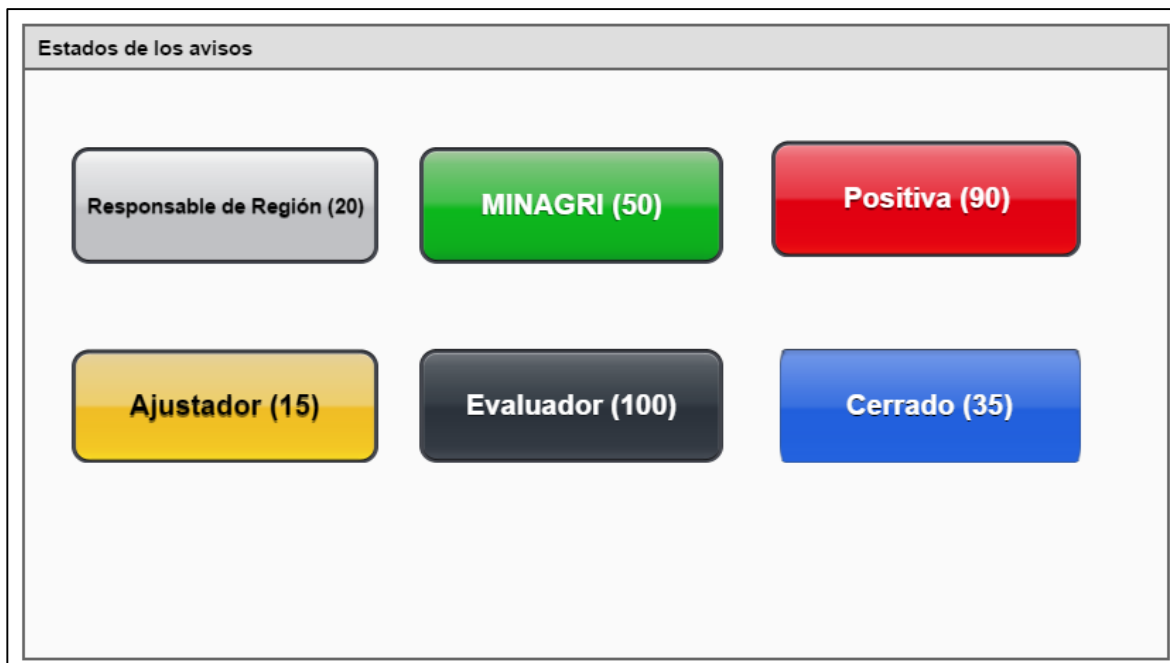 Estados de los avisos
Responsable de Región (20)
MINAGRI (50)
Positiva (90)
Ajustador (15)
Evaluador (100)
Cerrado (35)